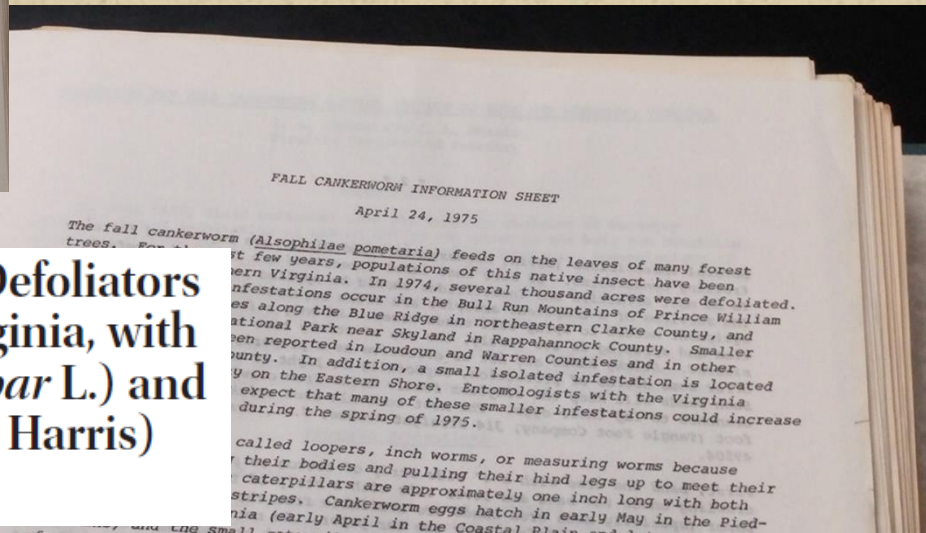 FALL CANKERWORM INFORMATION SHEET
April 24, 1975
The fall cankerworm (Alsophilae pometaria) feeds on the leaves of many forest
trees. For
st few years, populations of this native insect have been
ern Virginia. In 1974, several thousand acres were defoliated.
nfestations occur in the Bull Run Mountains of Prince William
es along the Blue Ridge in northeastern Clarke County, and
ational Park near Skyland in Rappahannock County. Smaller
een reported in Loudoun and Warren Counties and in other
ounty. In addition, a small isolated infestation is located
y on the Eastern Shore. Entomologists with the Virginia
expect that many of these smaller infestations could increase
during the spring of 1975.
called loopers, inch worms, or measuring worms because
their bodies and pulling their hind legs up to meet their
caterpillars are approximately one inch long with both
stripes. Cankerworm eggs hatch in early May in the Pied-
nia (early April in the Coastal Plain and
and the small
Defoliators
ginia, with
ar L.) and
Harris)